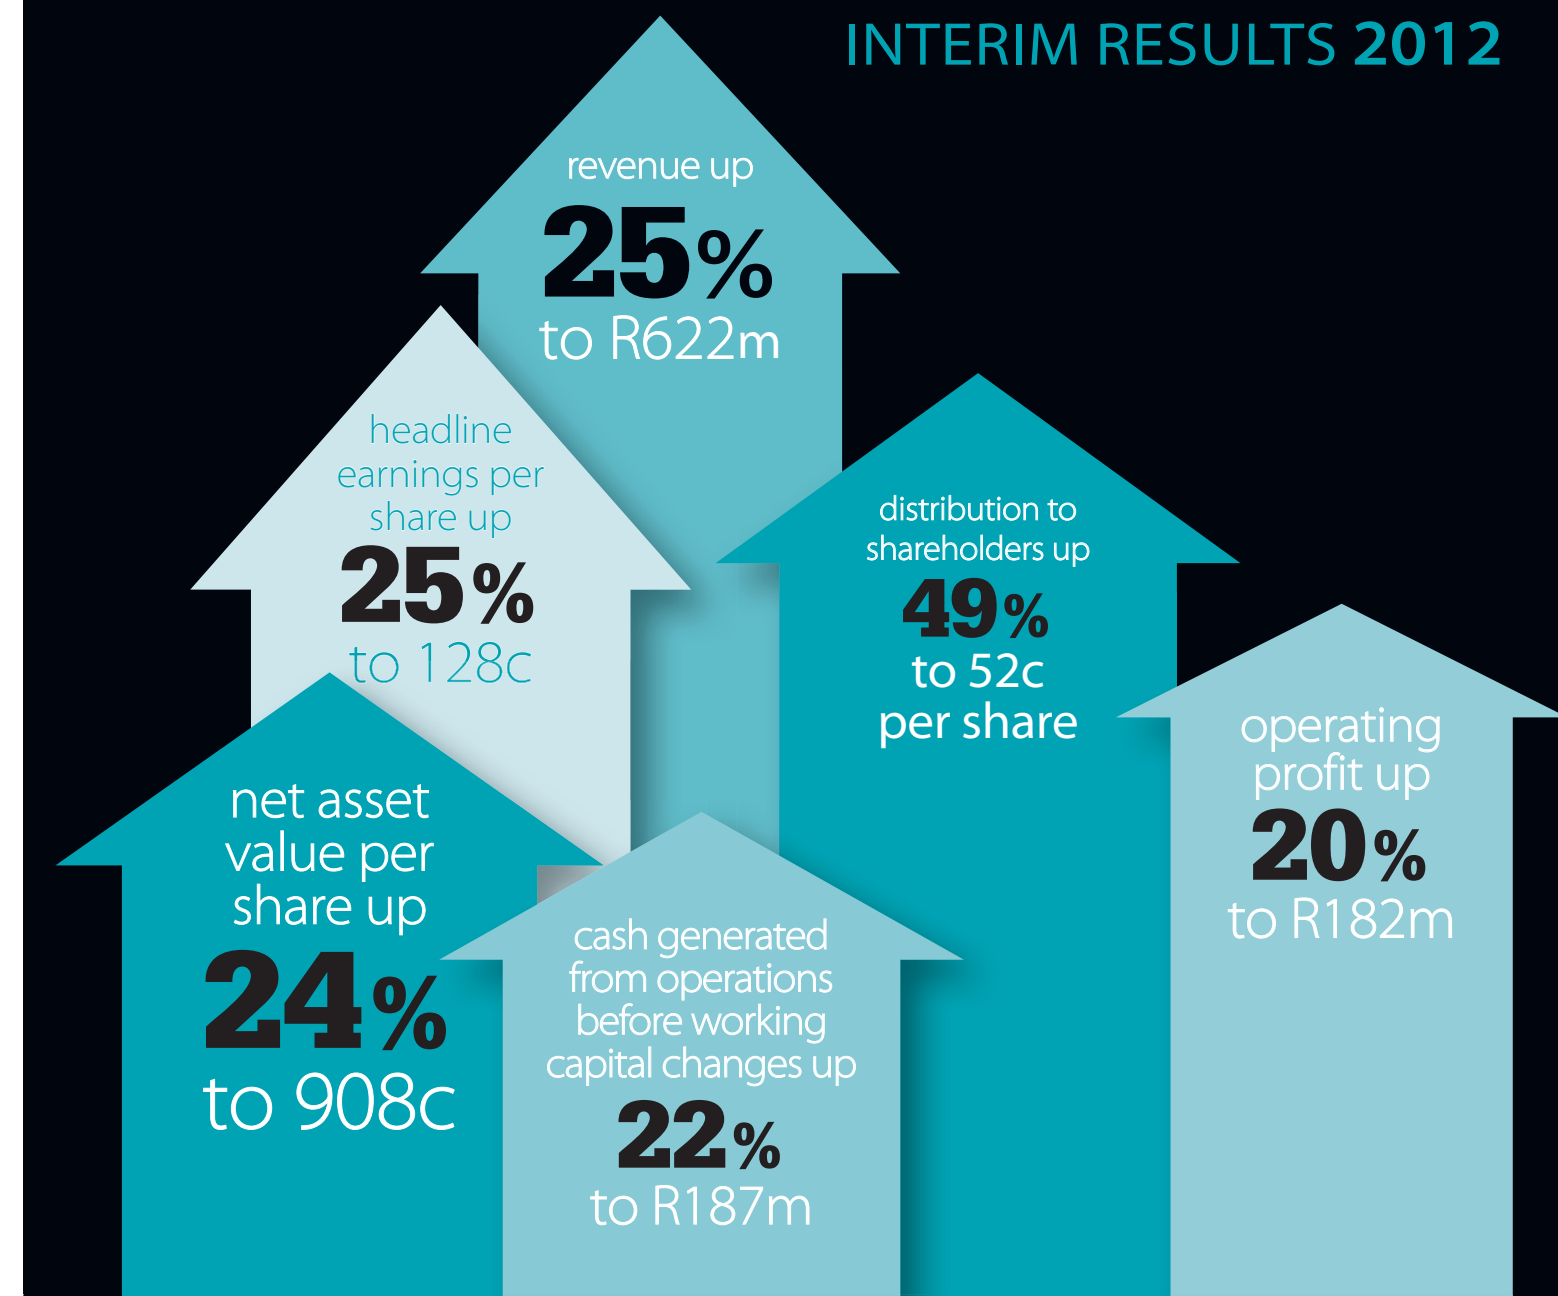 INTERIM RESULTS 2012
revenue up
25%
to R622m
headline
earnings per
share up
25%
to 128c
distribution to
shareholders up
49%
to 52c
per share
operating
profit up
20%
to R182m
net asset
value per
share up
24%
to 908c
cash generated
from operations
before working
capital changes up
22%
to R187m